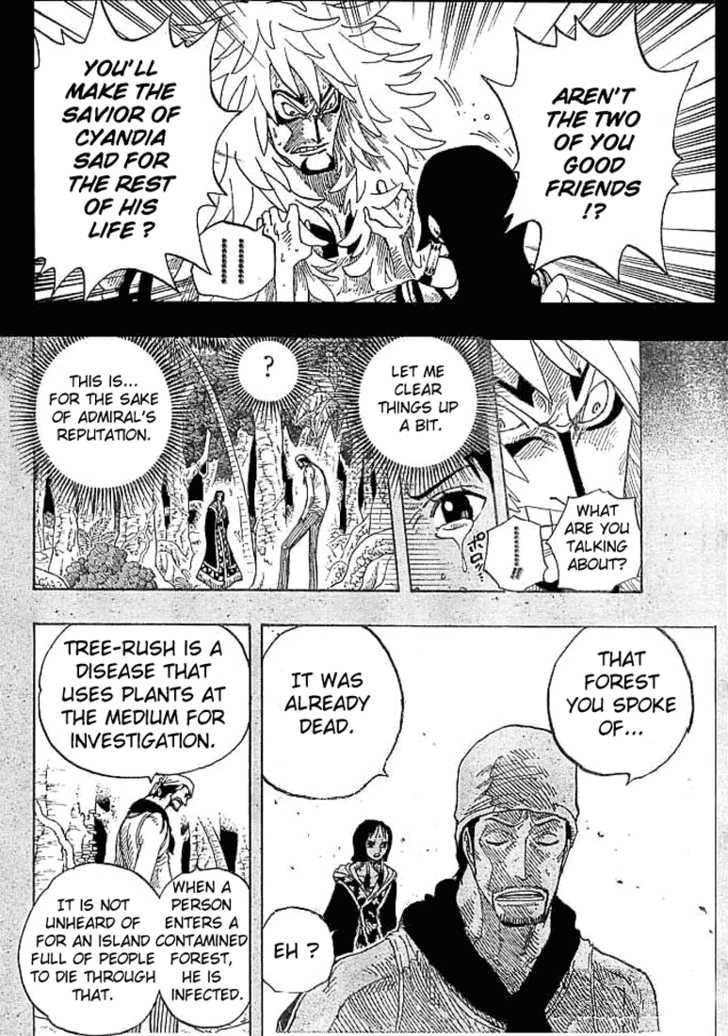 AREN'T
THE TWO
OF YOU
GOOD
FRIENDS
!?
YOU'LL
MAKE THE
SAVIOR OF
CYANDIA
SAD FOR
THE REST
OF HIS
LIFE ?
WHAT
ARE YOU
TALKING
ABOUT?
LET ME
CLEAR
THINGS UP
A BIT.
?
THIS IS...
FOR THE SAKE
OF ADMIRAL'S
REPUTATION.
THAT
FOREST
YOU SPOKE
OF...
IT WAS
ALREADY
DEAD.
EH ?
TREE-RUSH IS A
DISEASE THAT
USES PLANTS AT
THE MEDIUM FOR
INVESTIGATION.
WHEN A
PERSON
ENTERS A
CONTAMINED
FOREST,
HE IS
INFECTED.
IT IS NOT
UNHEARD OF
FOR AN ISLAND
FULL OF PEOPLE
TO DIE THROUGH
THAT.